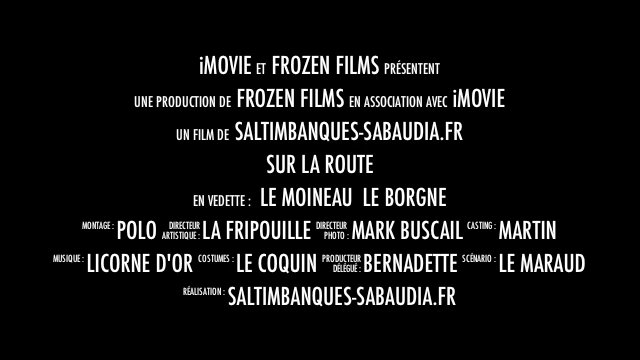 iMOVIE ET FROZEN FILMS PRÉSENTENT
UNE PRODUCTION DE FROZEN FILMS EN ASSOCIATION AVEC iMOVIE
UN FILM DE SALTIMBANQUES-SABAUDIA.FR
SUR LA ROUTE
EN VEDETTE : LE MOINEAU LE BORGNE
MONTAGE : POLO DIRECTEUR ARTISTIQUE : LA FRIPOUILLE DIRECTEUR PHOTO : MARK BUSCAIL CASTING : MARTIN
MUSIQUE : LICORNE D'OR COSTUMES : LE COQUIN PRODUCTEUR DÉLÉGUÉ : BERNADETTE SCÉNARIO : LE MARAUD
RÉALISATION : SALTIMBANQUES-SABAUDIA.FR